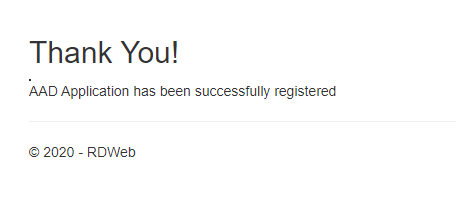 Thank You!
.
AAD Application has been successfully registered
© 2020 - RDWeb